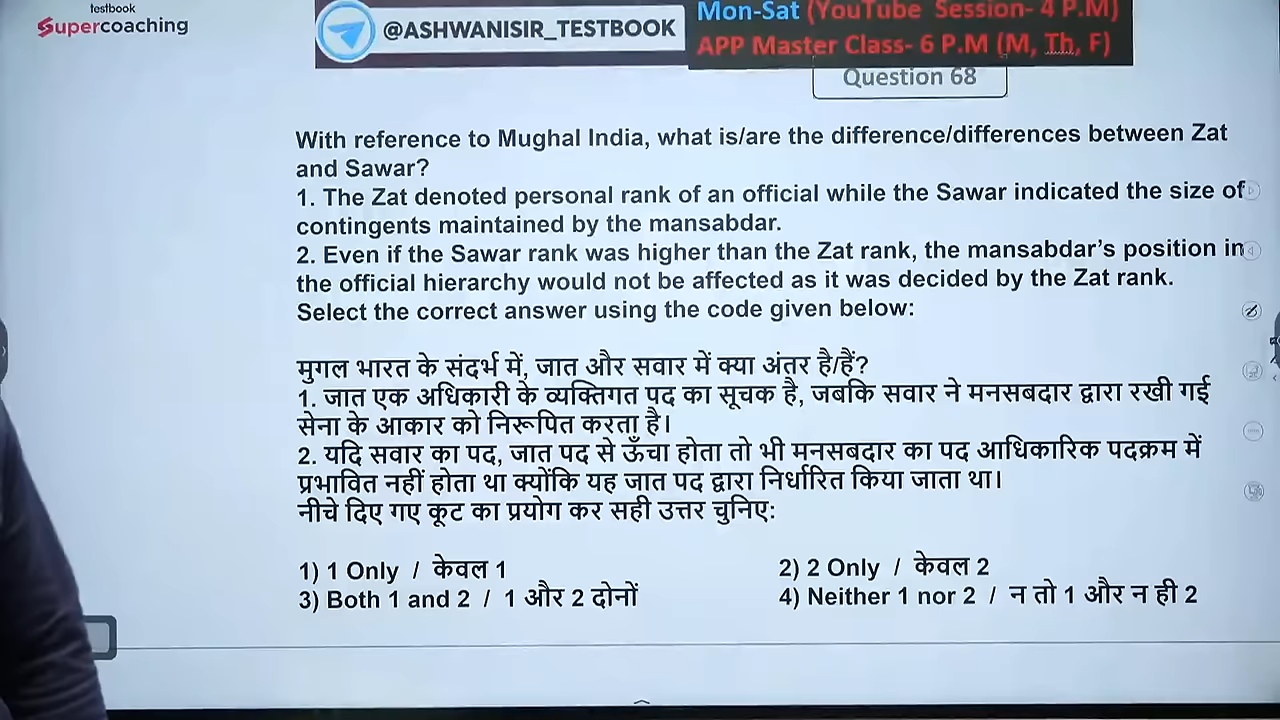 testbook
Supercoaching
@ASHWANISIR_TESTBOOK
Mon-Sat (YouTube Session- 4 P.M)
APP Master Class- 6 P.M (M, Th, F)
Question 68
With reference to Mughal India, what is/are the difference/differences between Zat
and Sawar?
1. The Zat denoted personal rank of an official while the Sawar indicated the size of
contingents maintained by the mansabdar.
2. Even if the Sawar rank was higher than the Zat rank, the mansabdar’s position in
the official hierarchy would not be affected as it was decided by the Zat rank.
Select the correct answer using the code given below:
मुगल भारत के संदर्भ में, जात और सवार में क्या अंतर है/हैं?
1. जात एक अधिकारी के व्यक्तिगत पद का सूचक है, जबकि सवार ने मनसबदार द्वारा रखी गई
सेना के आकार को निरूपित करता है।
2. यदि सवार का पद, जात पद से ऊँचा होता तो भी मनसबदार का पद आधिकारिक पदक्रम में
प्रभावित नहीं होता था क्योंकि यह जात पद द्वारा निर्धारित किया जाता था।
नीचे दिए गए कूट का प्रयोग कर सही उत्तर चुनिए:
1) 1 Only / केवल 1 2) 2 Only / केवल 2
3) Both 1 and 2 / 1 और 2 दोनों 4) Neither 1 nor 2 / न तो 1 और न ही 2